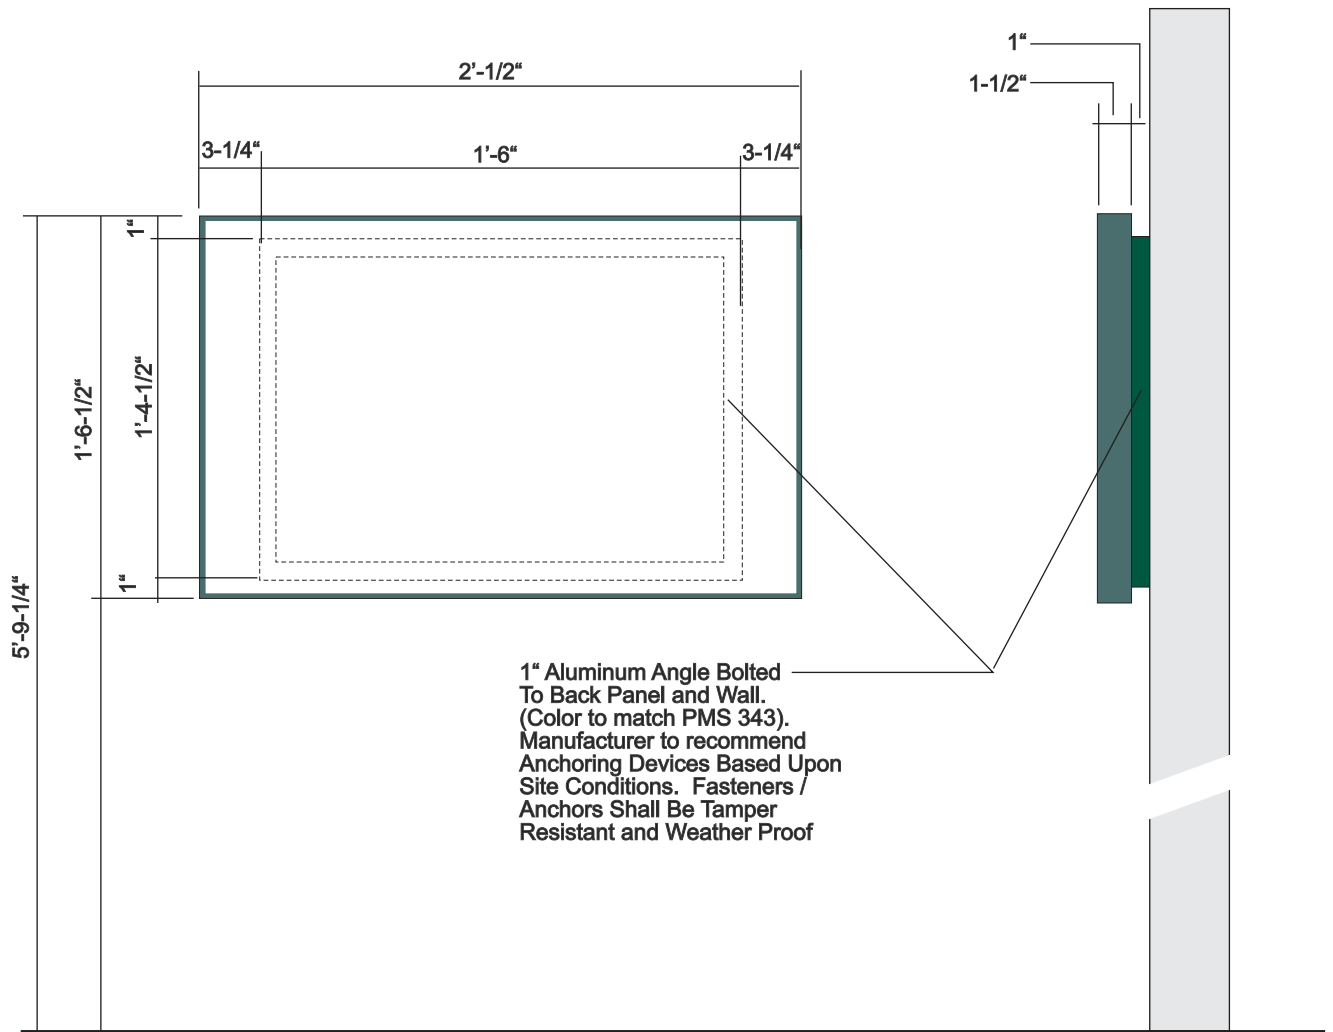 1“
2’-1/2“
1-1/2“
3-1/4“
1’-6“
3-1/4“
1“
1’-4-1/2“
1’-6-1/2“
1“
5’-9-1/4“
1“ Aluminum Angle Bolted
To Back Panel and Wall.
(Color to match PMS 343).
Manufacturer to recommend
Anchoring Devices Based Upon
Site Conditions.  Fasteners /
Anchors Shall Be Tamper
Resistant and Weather Proof